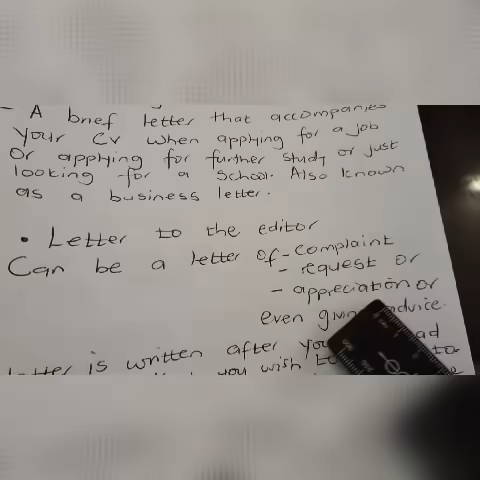 - A brief letter that accompanies
Your CV when applying for a job
Or applying for further study or just
looking for a School. Also known
as a business letter.
• Letter to the editor
Can be a letter of - Complaint
- request or
- appreciation or
even advice.
letter is written after you ad
you wish to